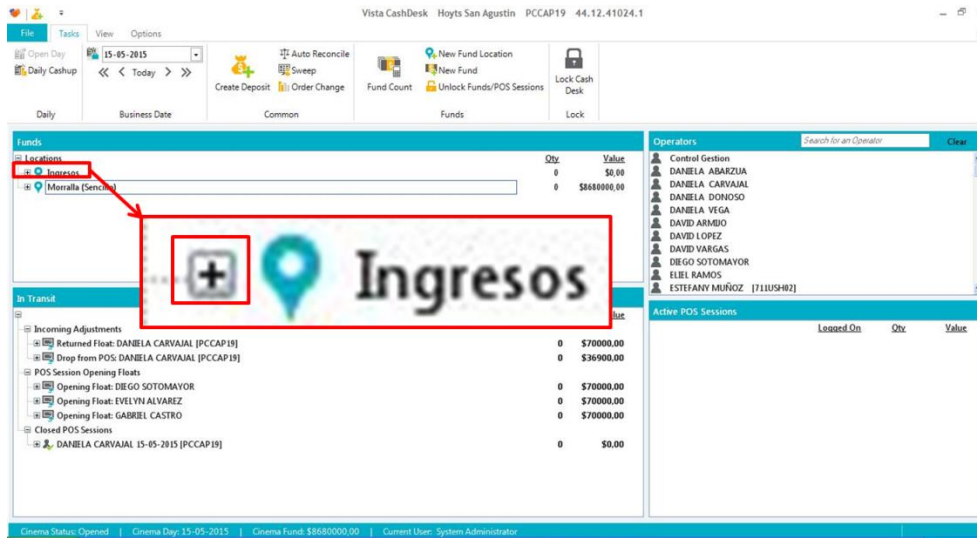 Vista CashDesk Hoyts San Agustin PCCAP19 44.12.41024.1
File Tasks View Options
Open Day
Daily Cashup
Daily
15-05-2015
Today
Business Date
Create Deposit
Auto Reconcile
Sweep
Order Change
Common
Fund Count
New Fund Location
New Fund
Unlock Funds/POS Sessions
Funds
Lock Cash
Desk
Lock
Funds
Locations Qty Value
Ingresos 0 $0,00
Morralla (Sencillo) 0 $8680000,00
Ingresos
In Transit
Incoming Adjustments
Returned Float: DANIELA CARVAJAL [PCCAP19] 0 $70000,00
Drop from POS: DANIELA CARVAJAL [PCCAP19] 0 $36900,00
POS Session Opening Floats
Opening Float: DIEGO SOTOMAYOR 0 $70000,00
Opening Float: EVELYN ALVAREZ 0 $70000,00
Opening Float: GABRIEL CASTRO 0 $70000,00
Closed POS Sessions
DANIELA CARVAJAL 15-05-2015 [PCCAP19] 0 $0,00
Operators Search for an Operator Clear
Control Gestion
DANIELA ABARZUA
DANIELA CARVAJAL
DANIELA DONOSO
DANIELA VEGA
DAVID ARMIJO
DAVID LOPEZ
DAVID VARGAS
DIEGO SOTOMAYOR
ELIEL RAMOS
ESTEFANY MUÑOZ [711USH02]
Active POS Sessions
Logged On Qty Value
Cinema Status: Opened | Cinema Day: 15-05-2015 | Cinema Fund: $8680000,00 | Current User: System Administrator